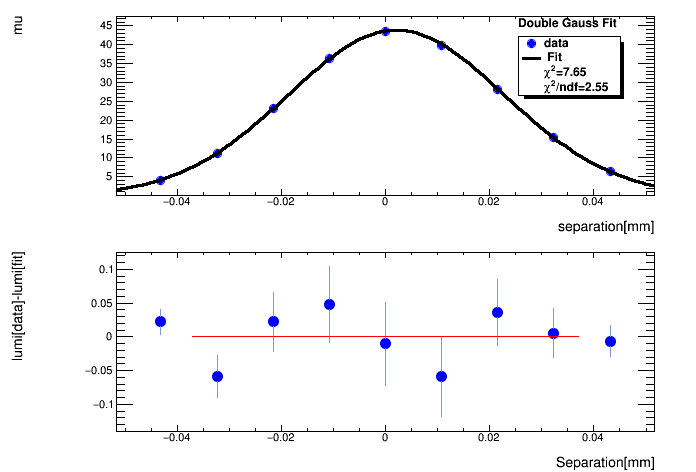 mu
Double Gauss Fit
data
Fit
χ²=7.65
χ²/ndf=2.55
45
40
35
30
25
20
15
10
5
−0.04 −0.02 0 0.02 0.04
separation[mm]
lumi[data]-lumi[fit]
0.1
0.05
0
−0.05
−0.1
−0.04 −0.02 0 0.02 0.04
Separation[mm]